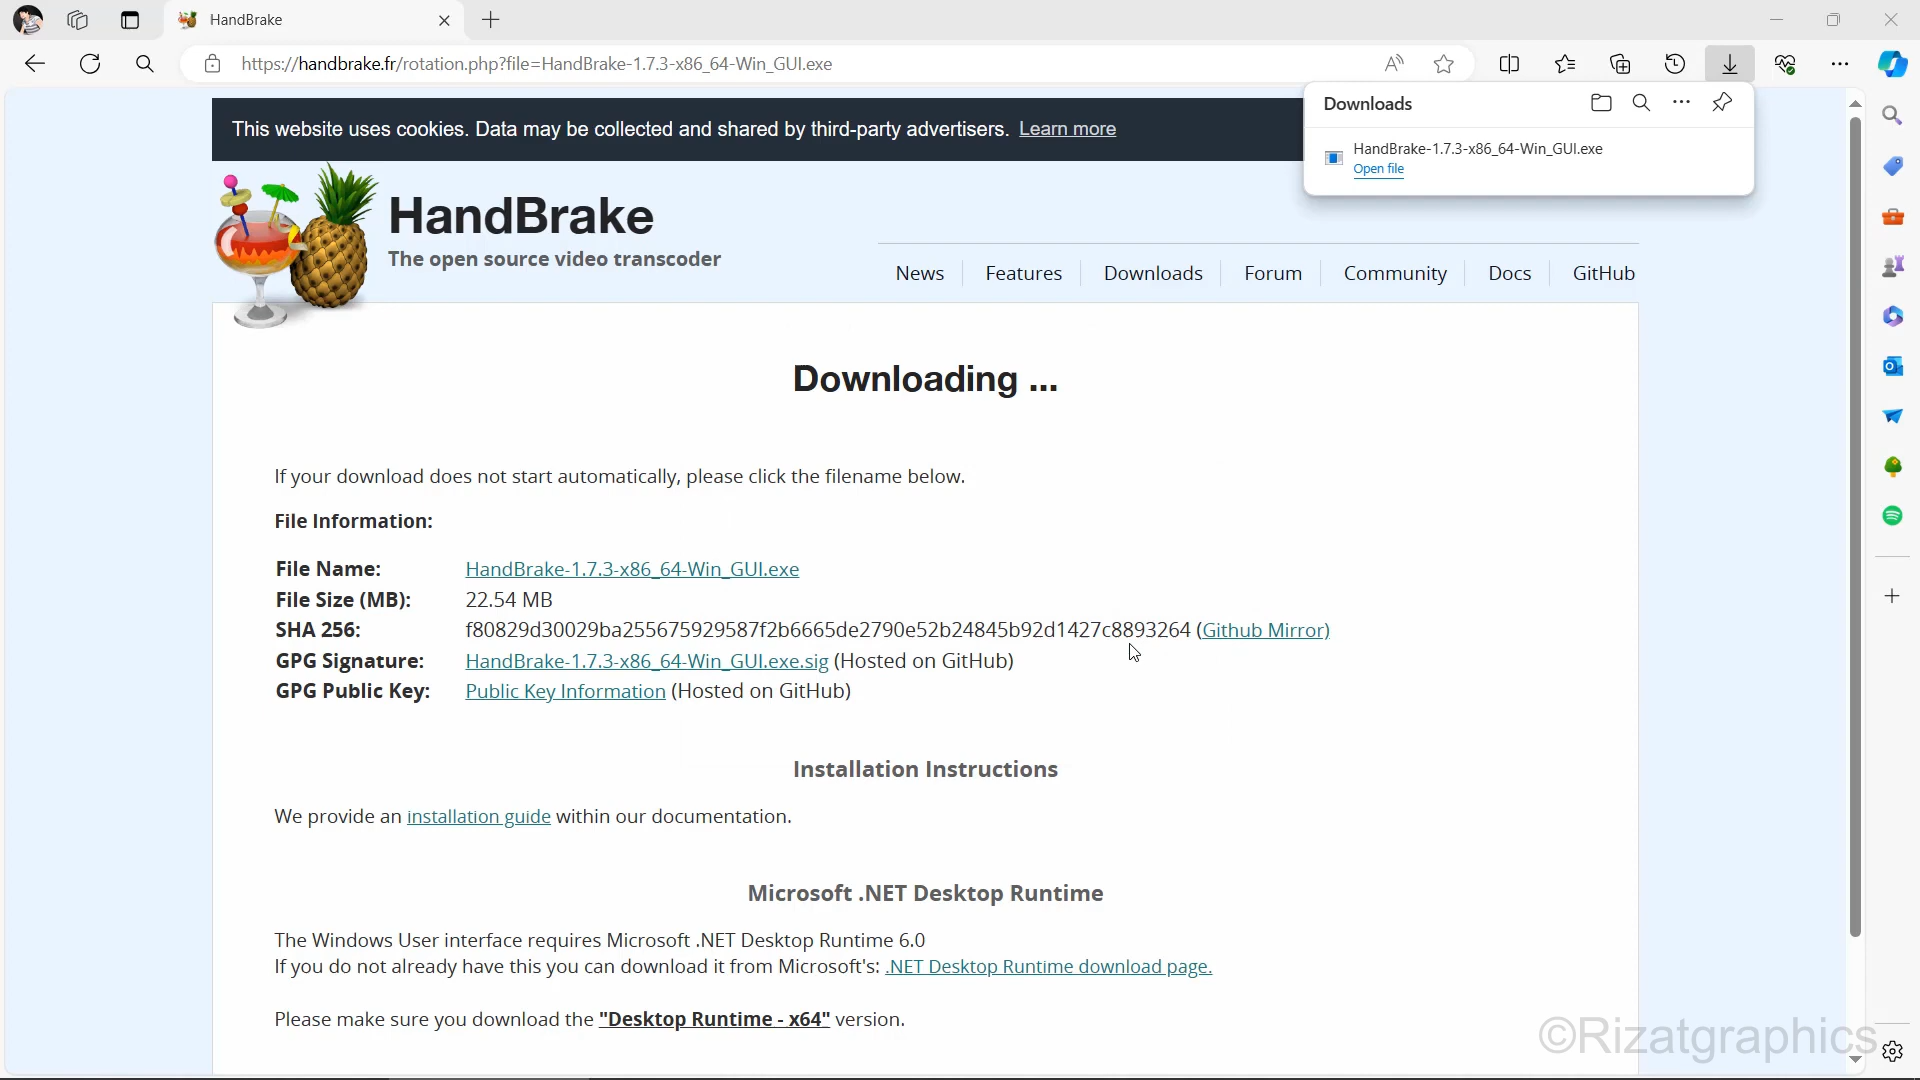 HandBrake
https://handbrake.fr/rotation.php?file=HandBrake-1.7.3-x86_64-Win_GUI.exe
Downloads
HandBrake-1.7.3-x86_64-Win_GUI.exe
Open file
This website uses cookies. Data may be collected and shared by third-party advertisers. Learn more
HandBrake
The open source video transcoder
News
Features
Downloads
Forum
Community
Docs
GitHub
Downloading ...
If your download does not start automatically, please click the filename below.
File Information:
File Name: HandBrake-1.7.3-x86_64-Win_GUI.exe
File Size (MB): 22.54 MB
SHA 256: f80829d30029ba255675929587f2b6665de2790e52b24845b92d1427c8893264 (Github Mirror)
GPG Signature: HandBrake-1.7.3-x86_64-Win_GUI.exe.sig (Hosted on GitHub)
GPG Public Key: Public Key Information (Hosted on GitHub)
Installation Instructions
We provide an installation guide within our documentation.
Microsoft .NET Desktop Runtime
The Windows User interface requires Microsoft .NET Desktop Runtime 6.0
If you do not already have this you can download it from Microsoft's: .NET Desktop Runtime download page.
Please make sure you download the "Desktop Runtime - x64" version.
©Rizatgraphics